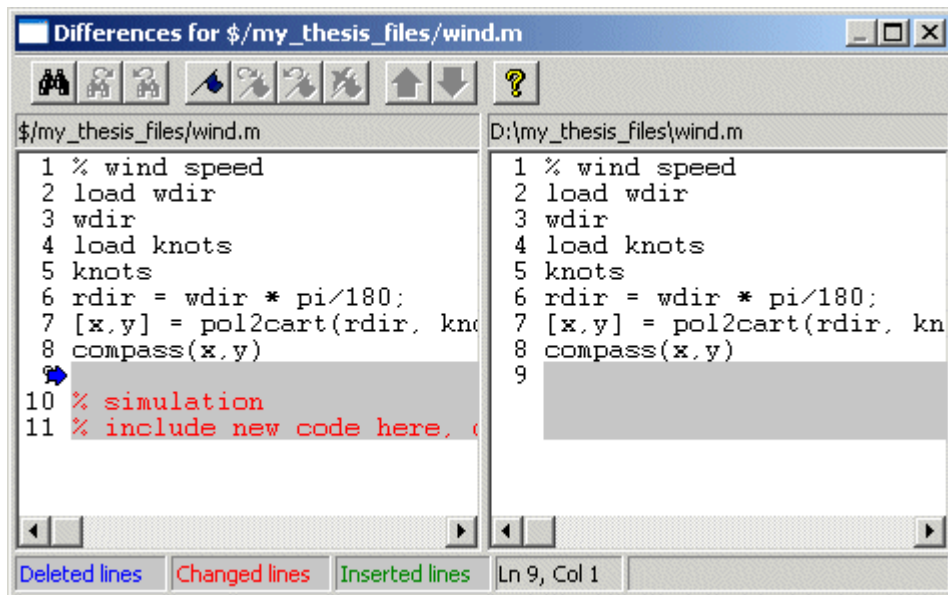 Differences for $/my_thesis_files/wind.m
$/my_thesis_files/wind.m
1 % wind speed
2 load wdir
3 wdir
4 load knots
5 knots
6 rdir = wdir * pi/180;
7 [x,y] = pol2cart(rdir, kno
8 compass(x,y)
9
10 % simulation
11 % include new code here,
D:\my_thesis_files\wind.m
1 % wind speed
2 load wdir
3 wdir
4 load knots
5 knots
6 rdir = wdir * pi/180;
7 [x,y] = pol2cart(rdir, kn
8 compass(x,y)
9
Deleted lines
Changed lines
Inserted lines
Ln 9, Col 1